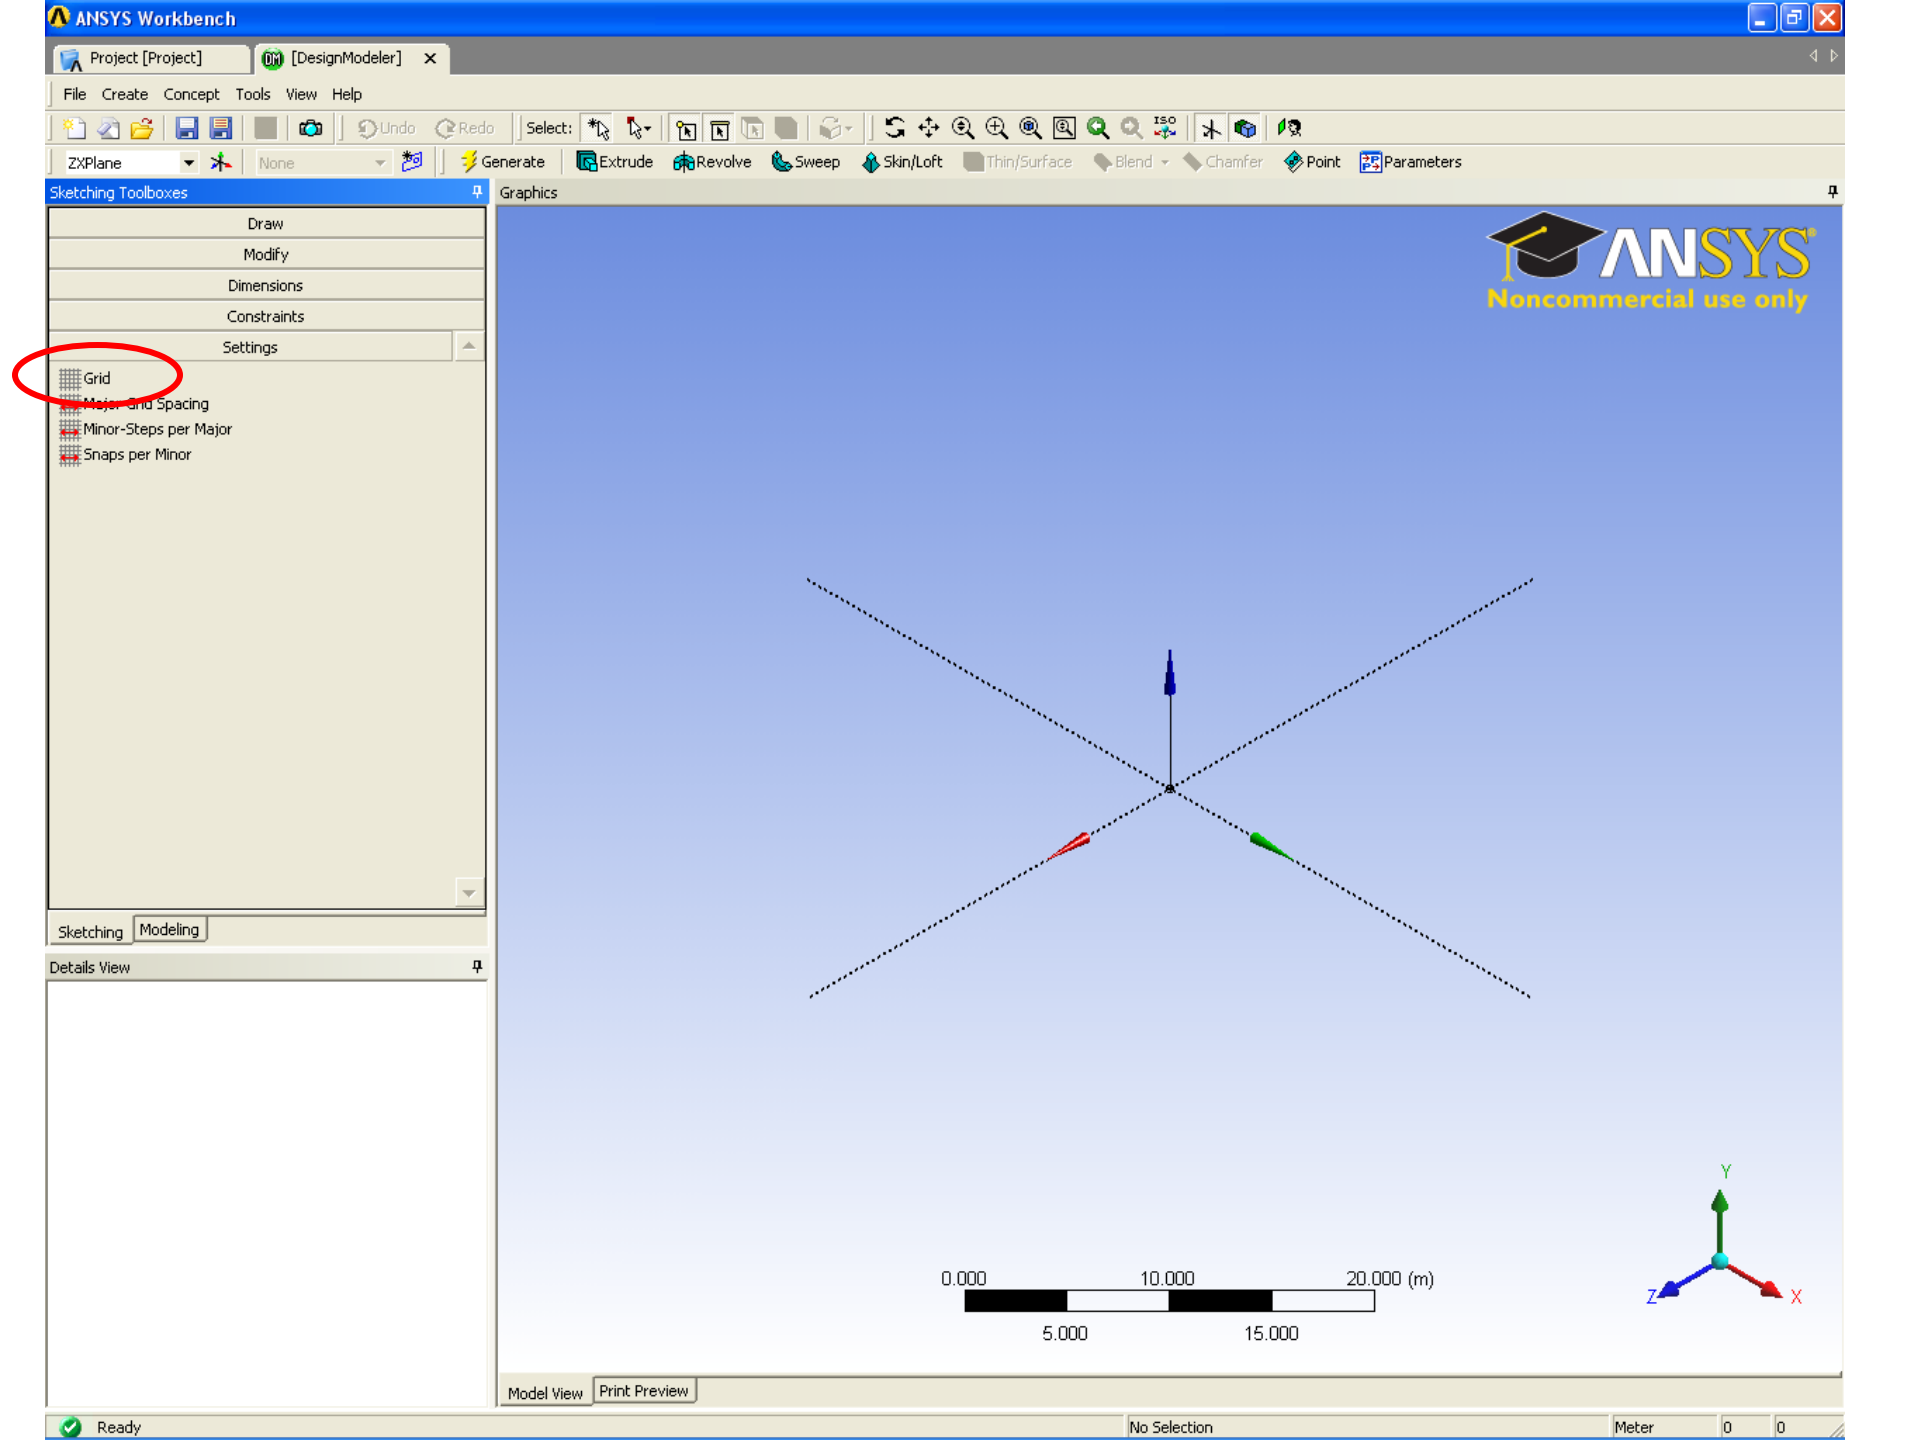 ANSYS Workbench
Project [Project] [DesignModeler]
File Create Concept Tools View Help
Undo Redo Select: ISO
ZXPlane None Generate Extrude Revolve Sweep Skin/Loft Thin/Surface Blend Chamfer Point Parameters
Sketching Toolboxes
Graphics
Draw
Modify
Dimensions
Constraints
Settings
Grid
Major-Grid Spacing
Minor-Steps per Major
Snaps per Minor
ANSYS
Noncommercial use only
Sketching Modeling
Details View
Y
Z X
0.000 10.000 20.000 (m)
5.000 15.000
Model View Print Preview
Ready No Selection Meter 0 0